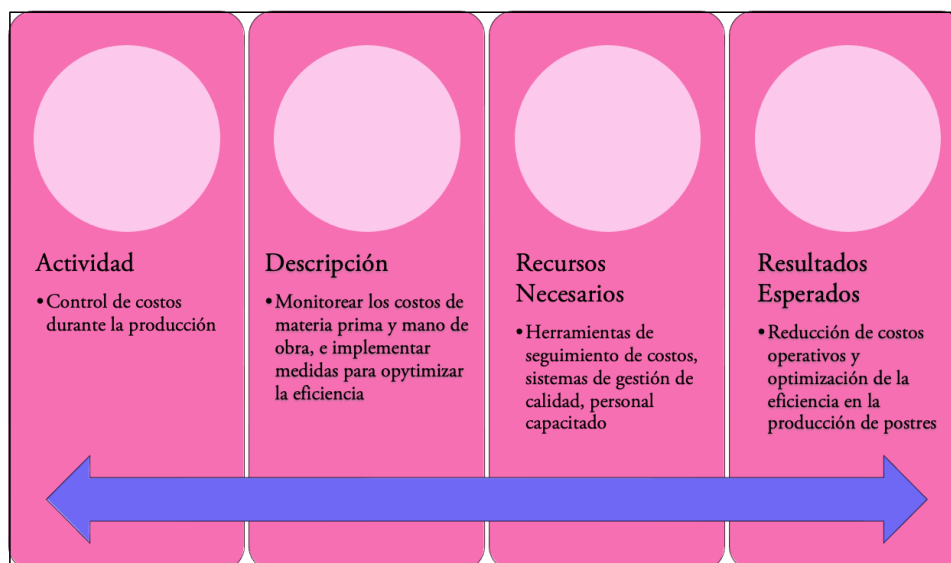 Actividad
•Control de costos
durante la producción
Descripción
•Monitorear los costos de
materia prima y mano de
obra, e implementar
medidas para opytimizar
la eficiencia
Recursos
Necesarios
•Herramientas de
seguimiento de costos,
sistemas de gestión de
calidad, personal
capacitado
Resultados
Esperados
•Reducción de costos
operativos y
optimización de la
eficiencia en la
producción de postres